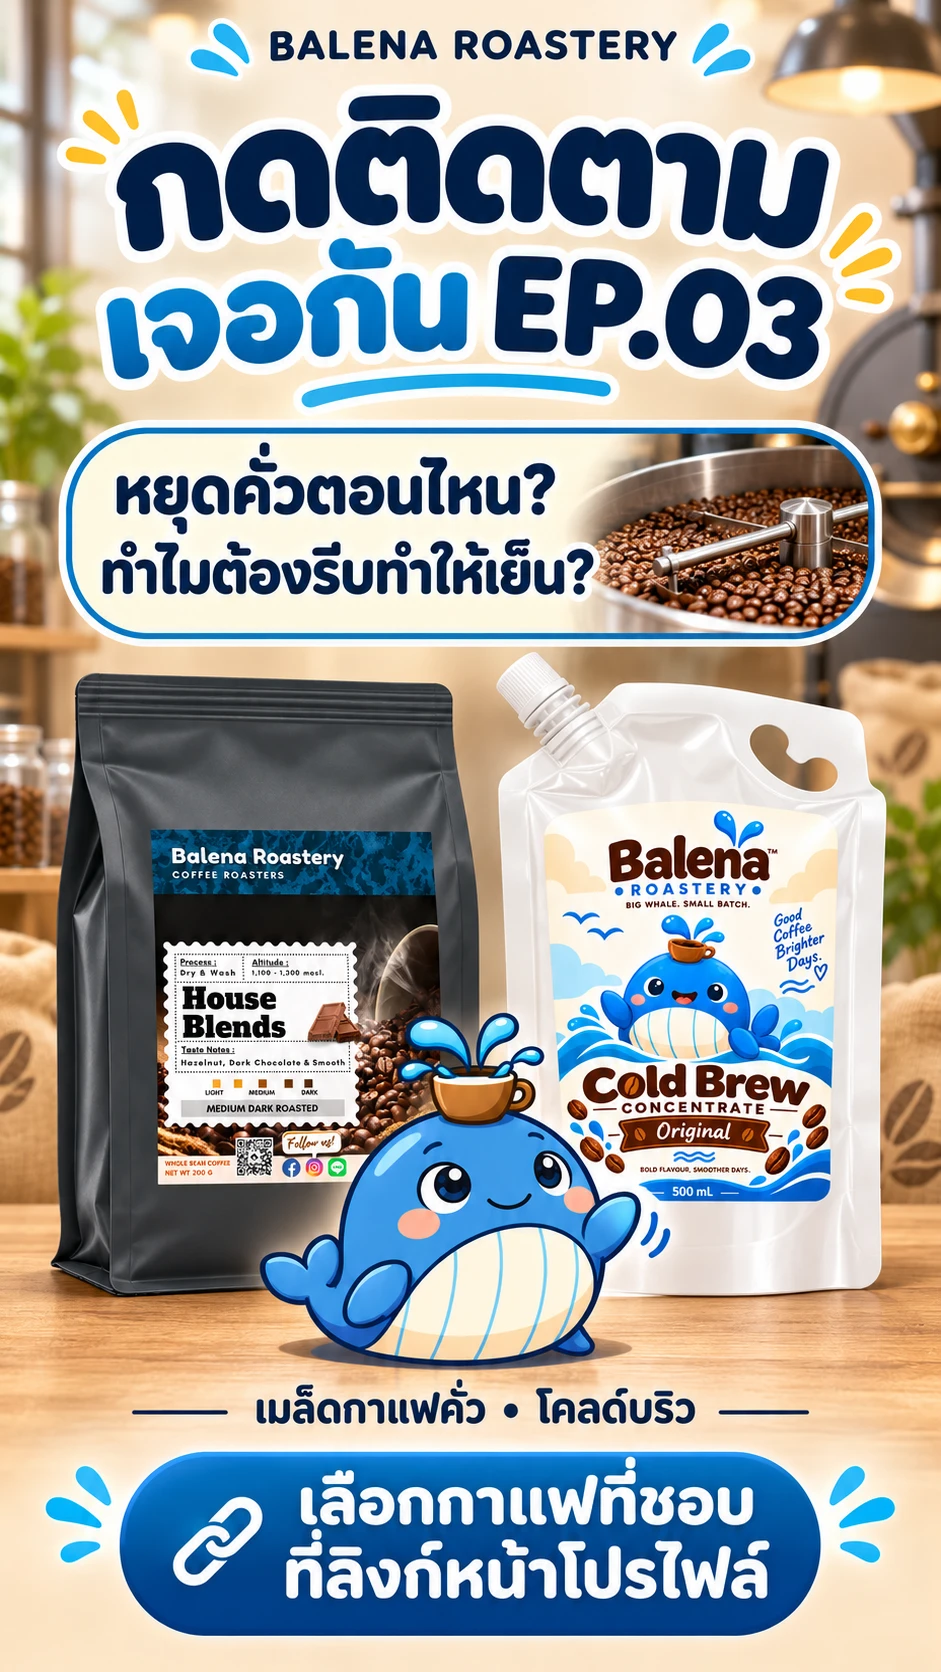 BALENA ROASTERY
กดติดตาม
เจอกัน EP.03
หยุดคั่วตอนไหน?
ทำไมต้องรีบทำให้เย็น?
Balena Roastery
COFFEE ROASTERS
Process :
Dry & Wash
Altitude :
1,100 - 1,300 masl.
House
Blends
Taste Notes :
Hazelnut, Dark Chocolate & Smooth
LIGHT MEDIUM DARK
MEDIUM DARK ROASTED
WHOLE BEAN COFFEE
NET WT 200 G
Follow us!
Balena™
ROASTERY
BIG WHALE. SMALL BATCH.
Good
Coffee
Brighter
Days.
Cold Brew
CONCENTRATE
Original
BOLD FLAVOUR, SMOOTHER DAYS.
500 mL
เมล็ดกาแฟคั่ว • โคลด์บริว
เลือกกาแฟที่ชอบ
ที่ลิงก์หน้าโปรไฟล์